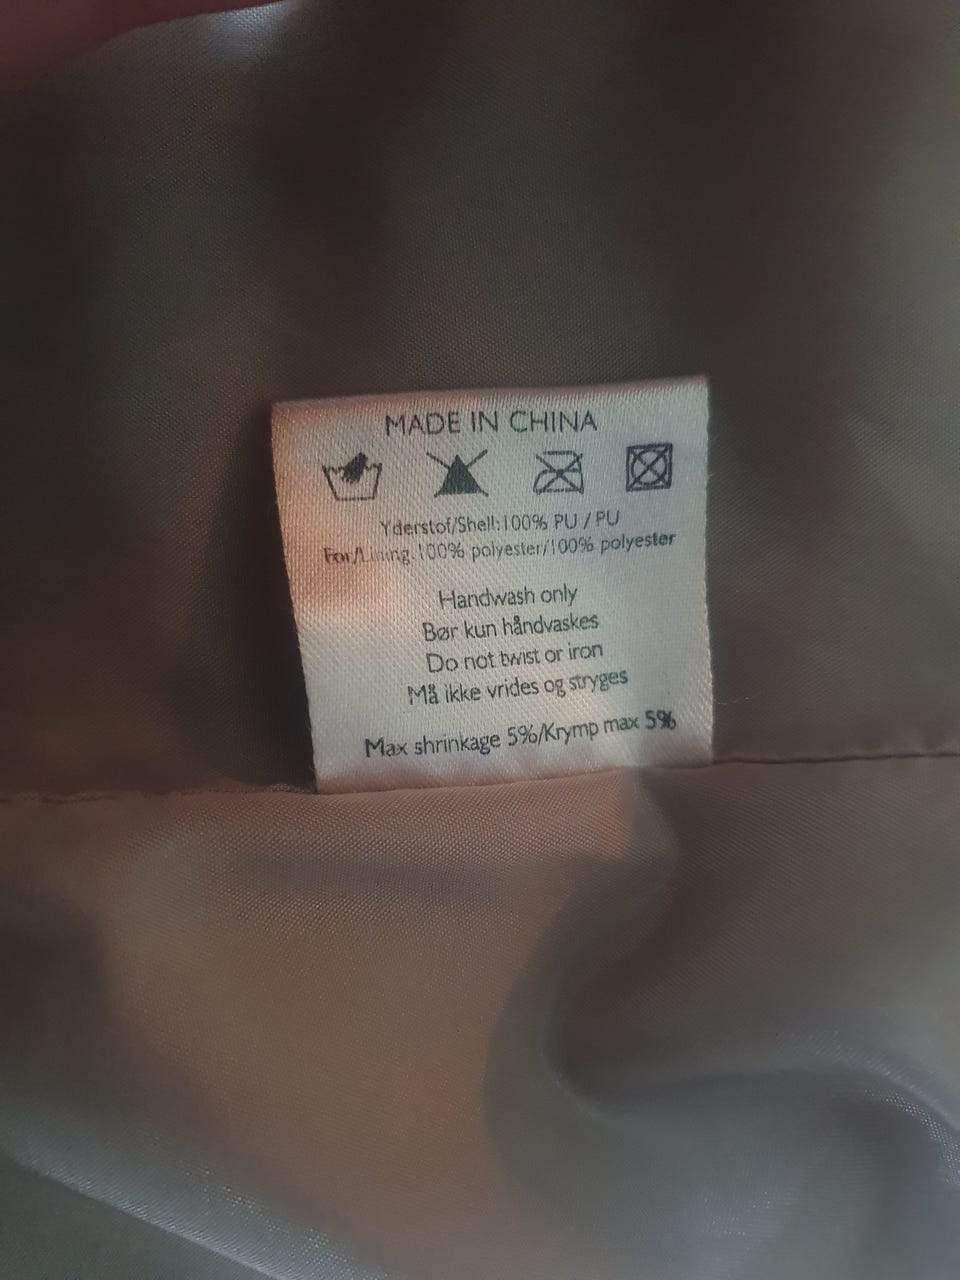 MADE IN CHINA
Yderstof/Shell:100% PU / PU
For/Lining.100% polyester/100% polyester
Handwash only
Bør kun håndvaskes
Do not twist or iron
Må ikke vrides og stryges
Max shrinkage 5%/Krymp max 5%